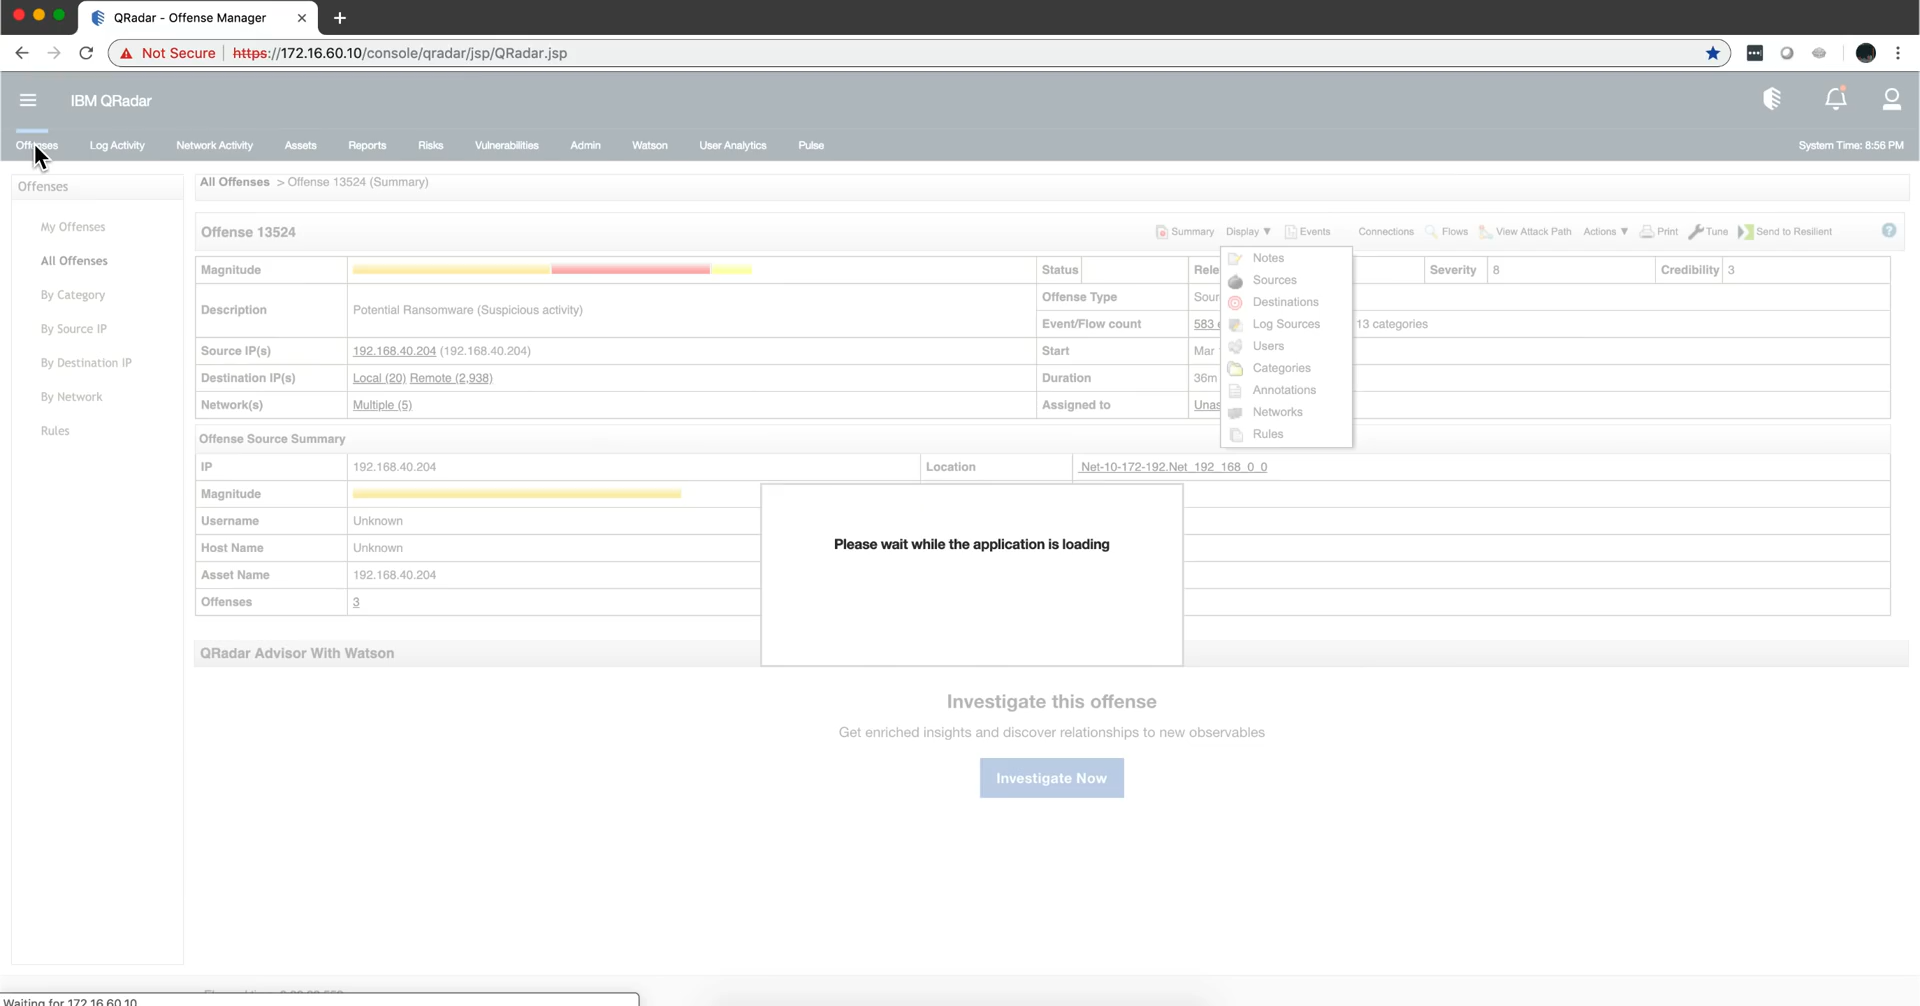 QRadar - Offense Manager
Not Secure https://172.16.60.10/console/qradar/jsp/QRadar.jsp
IBM QRadar
Offenses Log Activity Network Activity Assets Reports Risks Vulnerabilities Admin Watson User Analytics Pulse System Time: 8:56 PM
Offenses
My Offenses
All Offenses
By Category
By Source IP
By Destination IP
By Network
Rules
All Offenses > Offense 13524 (Summary)
Offense 13524 Summary Display ▼ Events Connections Flows View Attack Path Actions ▼ Print Tune Send to Resilient ?
Magnitude Status Rele Severity 8 Credibility 3
Description Potential Ransomware (Suspicious activity)
Offense Type Sour
Event/Flow count 583 13 categories
Source IP(s) 192.168.40.204 (192.168.40.204) Start Mar
Destination IP(s) Local (20) Remote (2,938) Duration 36m
Network(s) Multiple (5) Assigned to Unas
Notes
Sources
Destinations
Log Sources
Users
Categories
Annotations
Networks
Rules
Offense Source Summary
IP 192.168.40.204 Location Net-10-172-192.Net_192_168_0_0
Magnitude
Username Unknown
Host Name Unknown
Asset Name 192.168.40.204
Offenses 3
Please wait while the application is loading
QRadar Advisor With Watson
Investigate this offense
Get enriched insights and discover relationships to new observables
Investigate Now
Waiting for 172.16.60.10